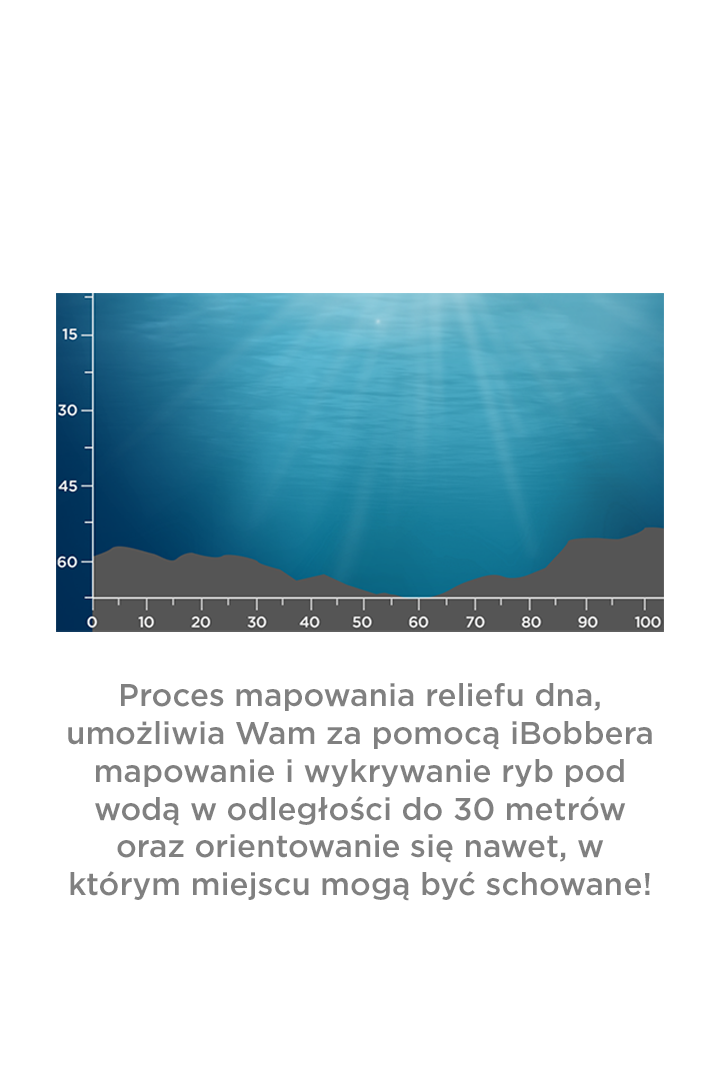 15
30
45
60
0 10 20 30 40 50 60 70 80 90 100
Proces mapowania reliefu dna,
umożliwia Wam za pomocą iBobbera
mapowanie i wykrywanie ryb pod
wodą w odległości do 30 metrów
oraz orientowanie się nawet, w
którym miejscu mogą być schowane!